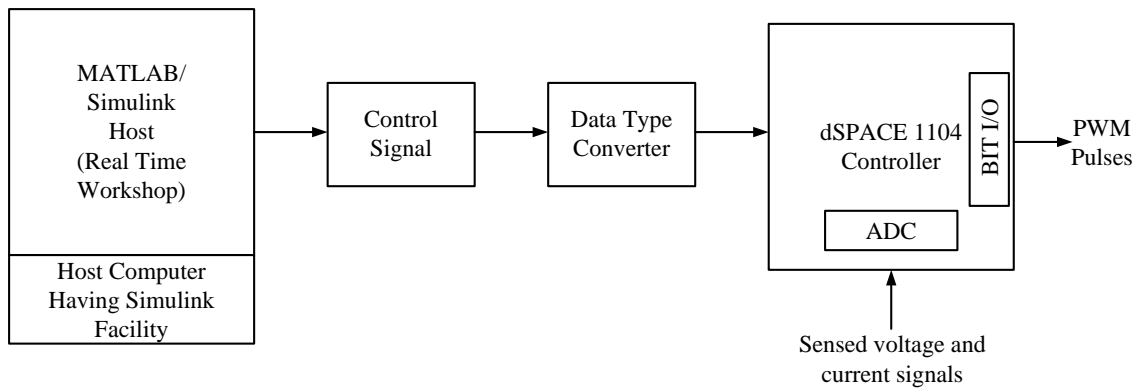 MATLAB/
Simulink
Host
(Real Time
Workshop)
Host Computer
Having Simulink
Facility
Control
Signal
Data Type
Converter
dSPACE 1104
Controller
BIT I/O
ADC
PWM
Pulses
Sensed voltage and
current signals